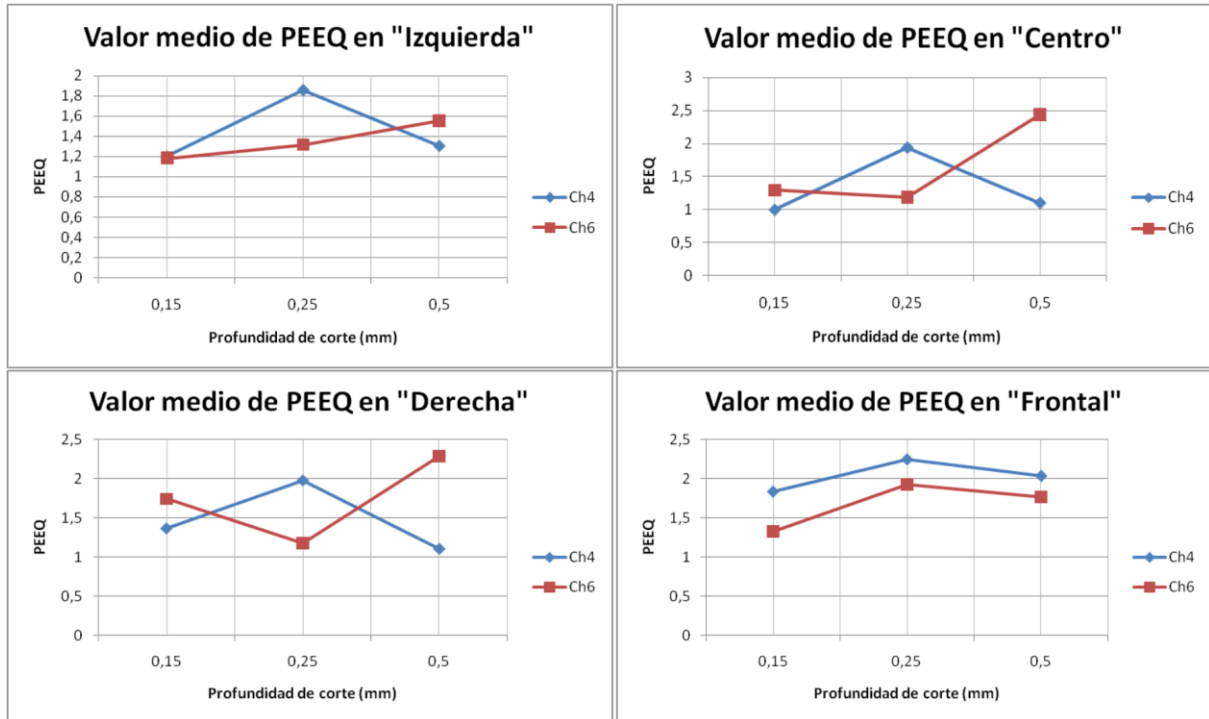 Valor medio de PEEQ en "Izquierda"
2
1,8
1,6
1,4
1,2
1
0,8
0,6
0,4
0,2
0
PEEQ
0,15 0,25 0,5
Profundidad de corte (mm)
Ch4
Ch6
Valor medio de PEEQ en "Centro"
3
2,5
2
1,5
1
0,5
0
PEEQ
0,15 0,25 0,5
Profundidad de corte (mm)
Ch4
Ch6
Valor medio de PEEQ en "Derecha"
2,5
2
1,5
1
0,5
0
PEEQ
0,15 0,25 0,5
Profundidad de corte (mm)
Ch4
Ch6
Valor medio de PEEQ en "Frontal"
2,5
2
1,5
1
0,5
0
PEEQ
0,15 0,25 0,5
Profundidad de corte (mm)
Ch4
Ch6